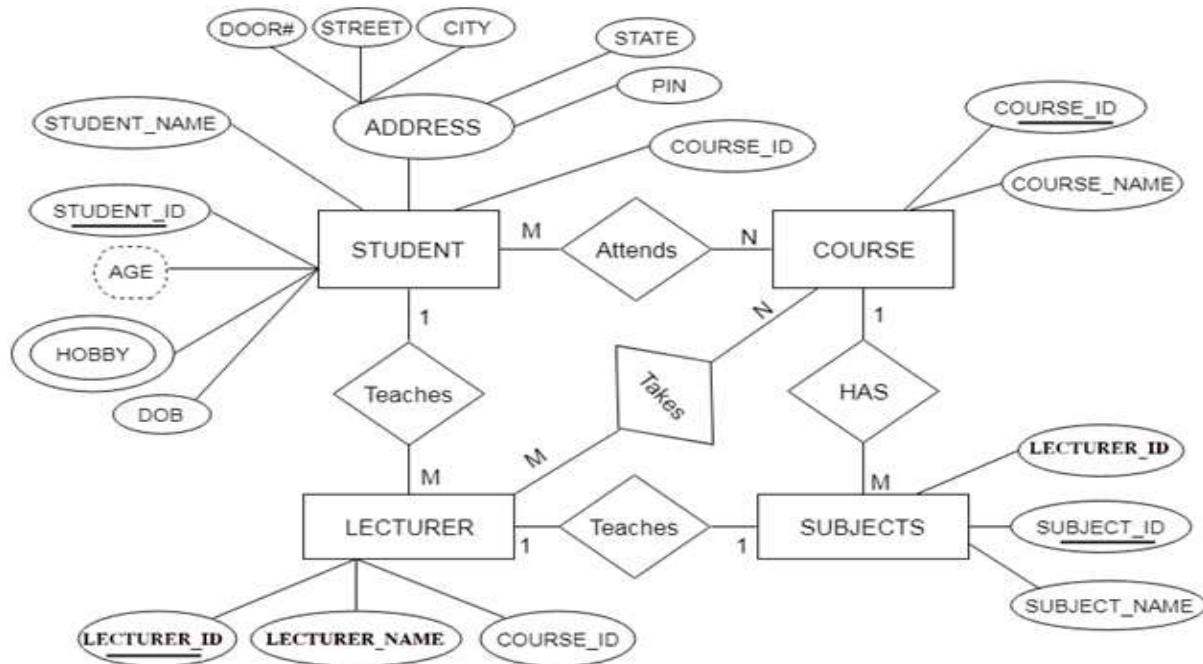 DOOR#
STREET
CITY
STATE
PIN
ADDRESS
STUDENT_NAME
COURSE_ID
COURSE_ID
COURSE_NAME
STUDENT_ID
STUDENT
M
Attends
N
COURSE
AGE
HOBBY
DOB
1
Teaches
M
N
Takes
M
1
HAS
M
LECTURER_ID
LECTURER
1
Teaches
1
SUBJECTS
SUBJECT_ID
SUBJECT_NAME
LECTURER_ID
LECTURER_NAME
COURSE_ID